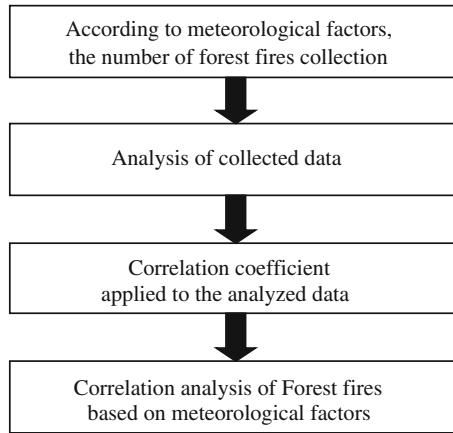 According to meteorological factors,
the number of forest fires collection
Analysis of collected data
Correlation coefficient
applied to the analyzed data
Correlation analysis of Forest fires
based on meteorological factors